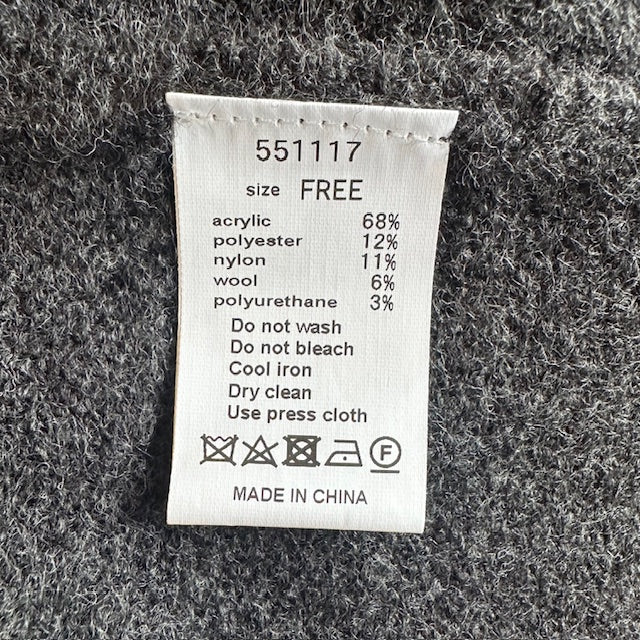 551117
size FREE
acrylic 68%
polyester 12%
nylon 11%
wool 6%
polyurethane 3%
Do not wash
Do not bleach
Cool iron
Dry clean
Use press cloth
F
MADE IN CHINA